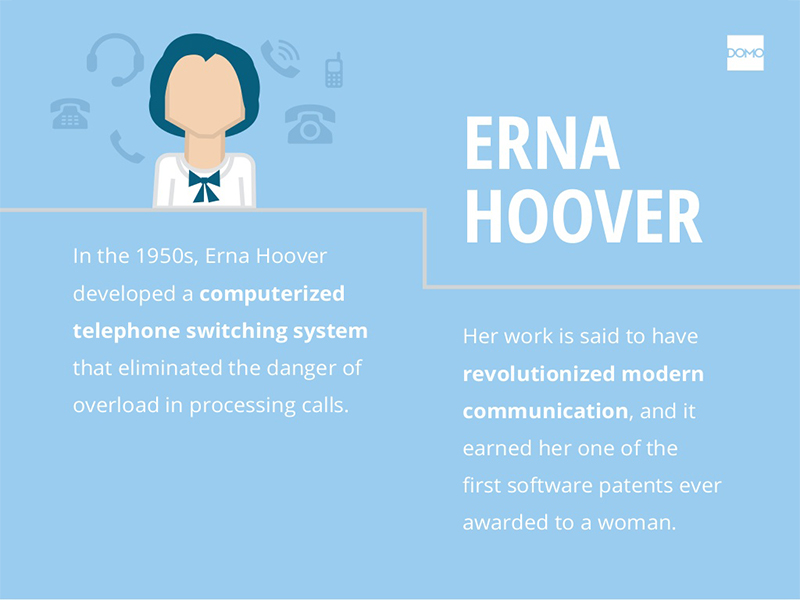 DOMO
ERNA
HOOVER
In the 1950s, Erna Hoover
developed a computerized
telephone switching system
that eliminated the danger of
overload in processing calls.
Her work is said to have
revolutionized modern
communication, and it
earned her one of the
first software patents ever
awarded to a woman.